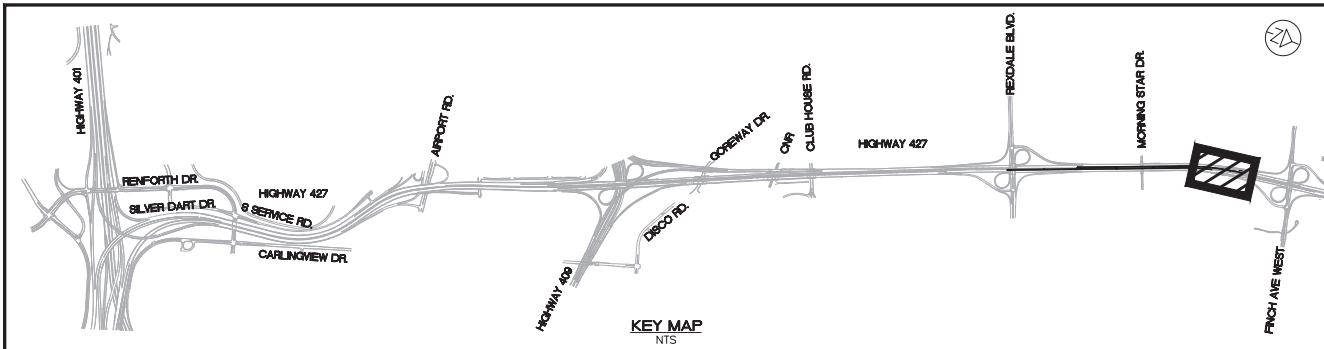 HIGHWAY 401
RENFORTH DR.
SILVER DART DR.
HIGHWAY 427
S SERVICE RD.
CARLINGVIEW DR.
AIRPORT RD.
HIGHWAY 409
DISCO RD.
GOREWAY DR.
CNR
CLUB HOUSE RD.
HIGHWAY 427
REXDALE BLVD.
MORNING STAR DR.
FINCH AVE WEST
N
KEY MAP
NTS